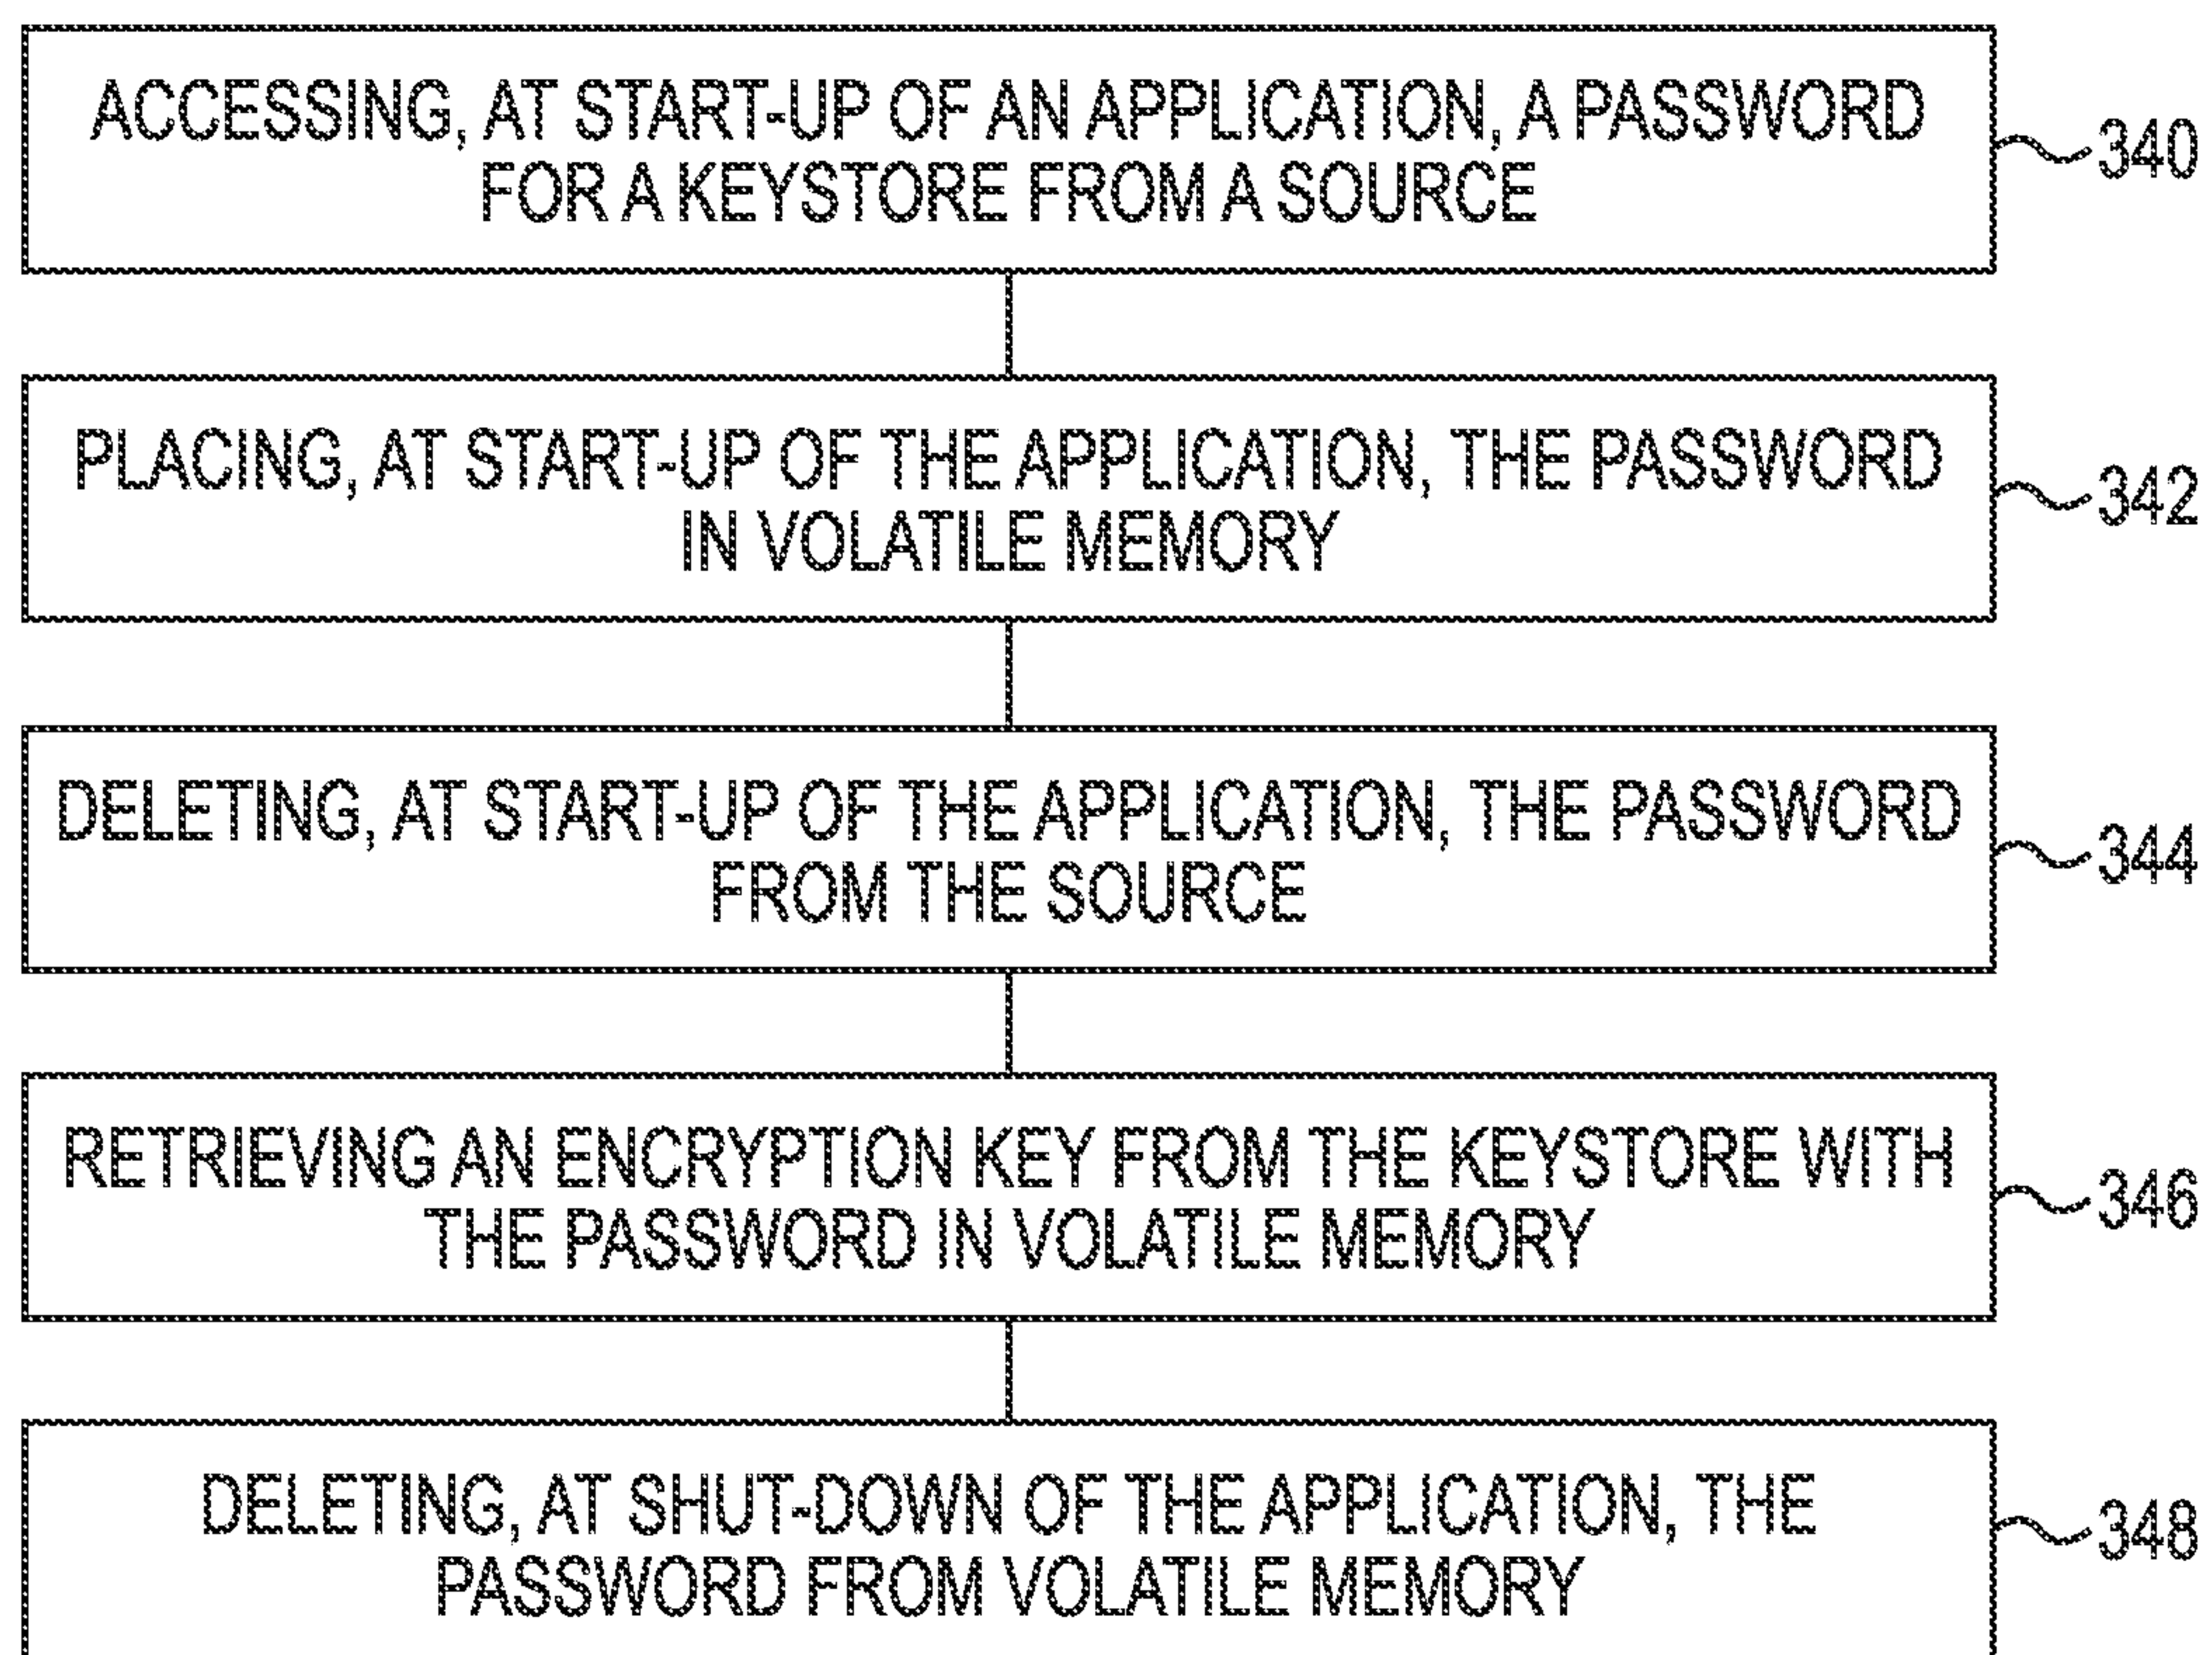 ACCESSING, AT START-UP OF AN APPLICATION, A PASSWORD
FOR A KEYSTORE FROM A SOURCE
340
PLACING, AT START-UP OF THE APPLICATION, THE PASSWORD
IN VOLATILE MEMORY
342
DELETING, AT START-UP OF THE APPLICATION, THE PASSWORD
FROM THE SOURCE
344
RETRIEVING AN ENCRYPTION KEY FROM THE KEYSTORE WITH
THE PASSWORD IN VOLATILE MEMORY
346
DELETING, AT SHUT-DOWN OF THE APPLICATION, THE
PASSWORD FROM VOLATILE MEMORY
348